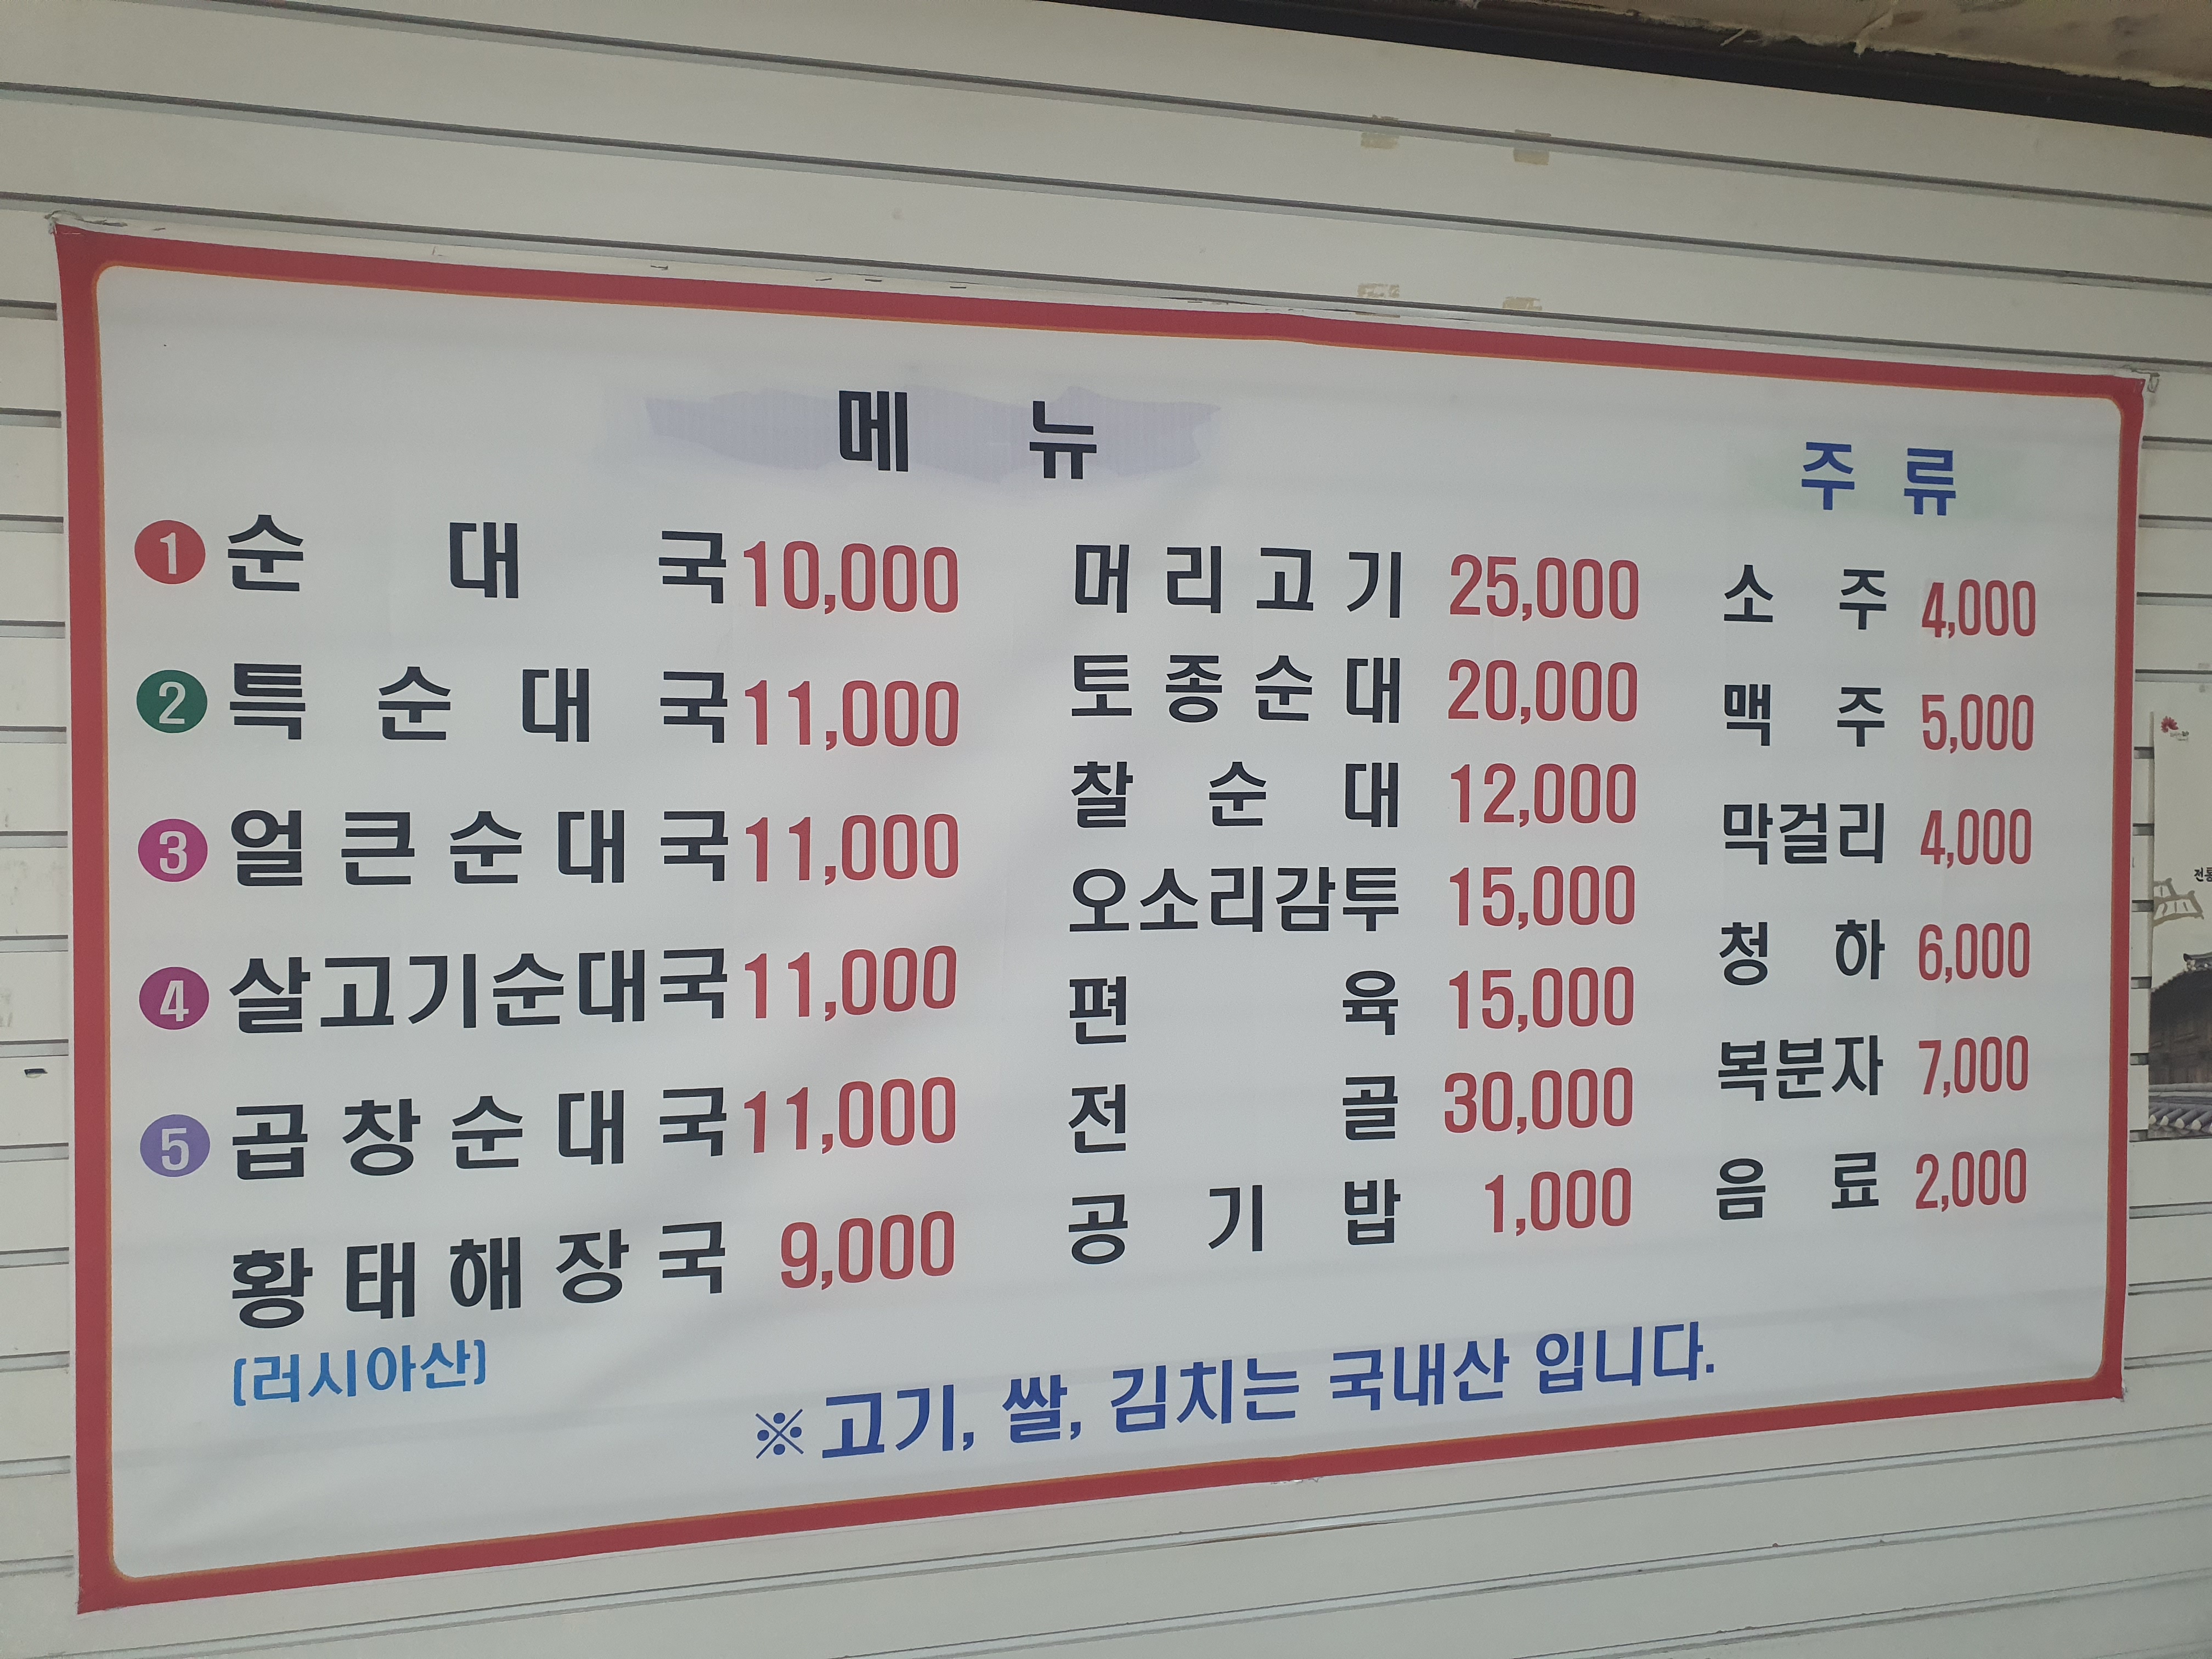 메 뉴
1 순 대 국 10,000
2 특 순 대 국 11,000
3 얼 큰 순 대 국 11,000
4 살고기순대국 11,000
5 곱 창 순 대 국 11,000
황 태 해 장 국 9,000
(러시아산)
머 리 고 기 25,000
토 종 순 대 20,000
찰 순 대 12,000
오소리감투 15,000
편 육 15,000
전 골 30,000
공 기 밥 1,000
주 류
소 주 4,000
맥 주 5,000
막걸리 4,000
청 하 6,000
복분자 7,000
음 료 2,000
※ 고기, 쌀, 김치는 국내산 입니다.